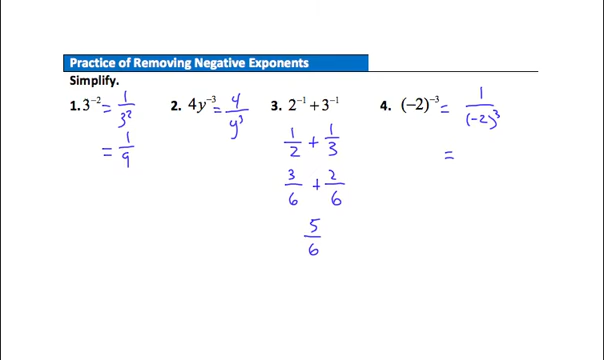 Practice of Removing Negative Exponents
Simplify.
1. 3⁻² = 1/3²
= 1/9
2. 4y⁻³ = 4/y³
3. 2⁻¹ + 3⁻¹
1/2 + 1/3
3/6 + 2/6
5/6
4. (−2)⁻³ = 1/(−2)³
=